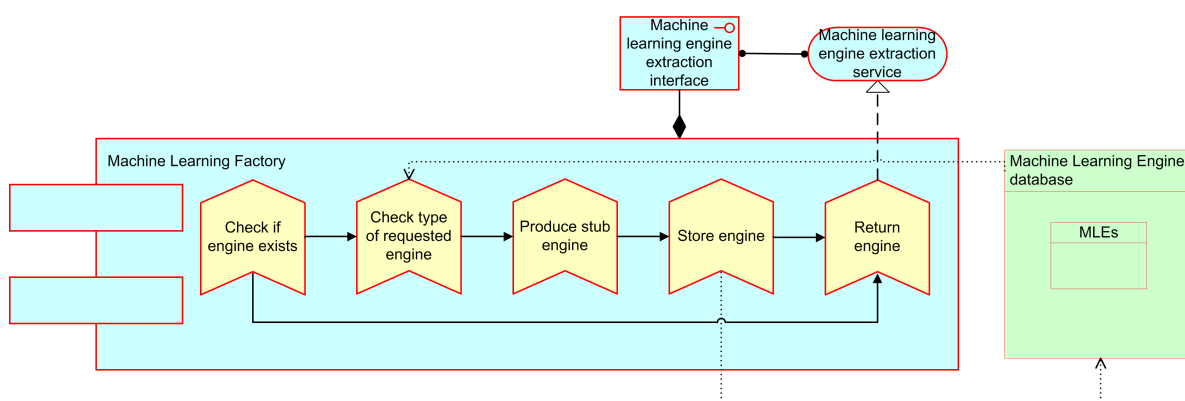 Machine
learning engine
extraction
interface
Machine learning
engine extraction
service
Machine Learning Factory
Check if
engine exists
Check type
of requested
engine
Produce stub
engine
Store engine
Return
engine
Machine Learning Engine
database
MLEs